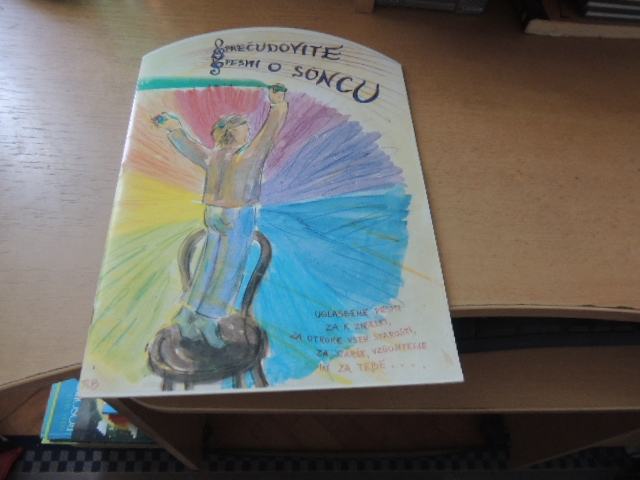 PREČUDOVITE
PESMI O SONCU
UGLASBENE PESMI
ZA K ZNANJU,
ZA OTROKE VSEH STAROSTI,
ZA STARŠE, VZGOJITELJE
IN ZA TEBE....